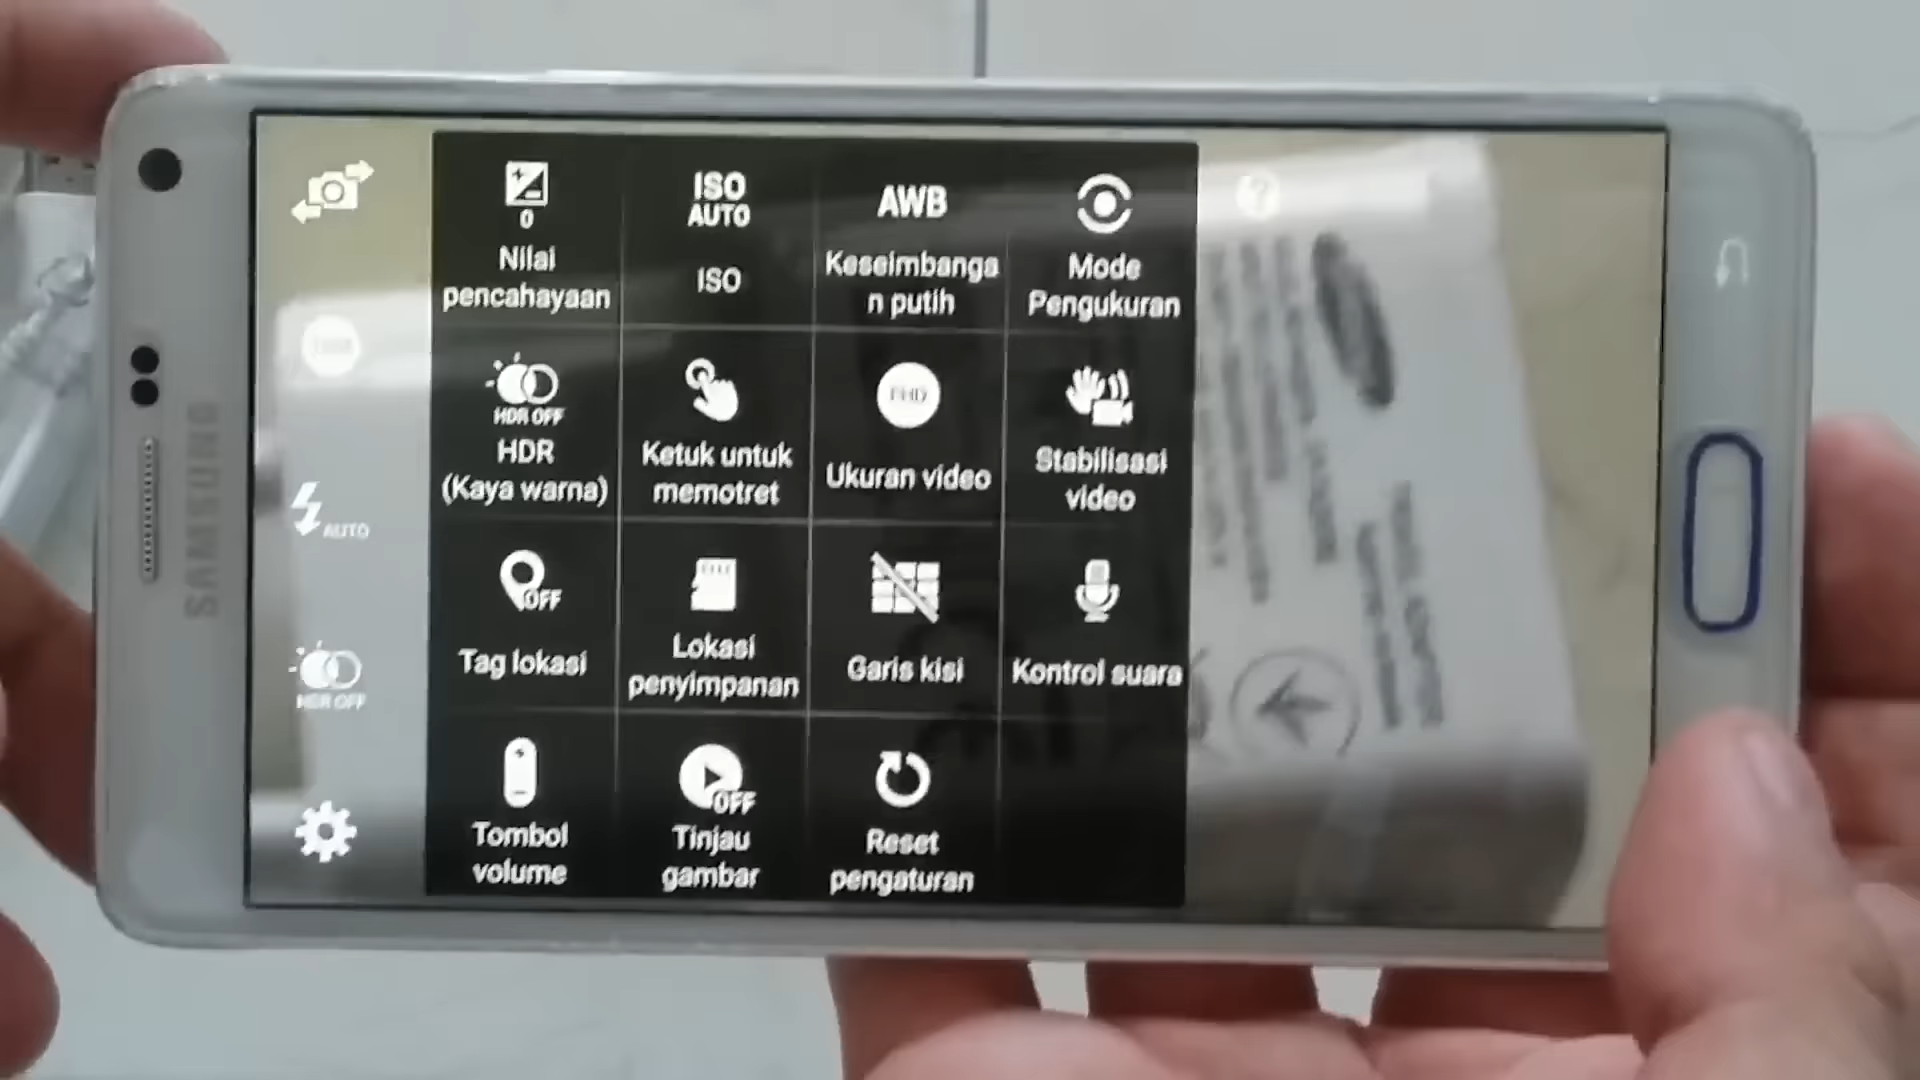 SAMSUNG
AUTO
HDR OFF
0
Nilai
pencahayaan
ISO
AUTO
ISO
AWB
Keseimbanga
n putih
Mode
Pengukuran
?
HDR OFF
HDR
(Kaya warna)
Ketuk untuk
memotret
FHD
Ukuran video
Stabilisasi
video
OFF
Tag lokasi
Lokasi
penyimpanan
Garis kisi
Kontrol suara
Tombol
volume
OFF
Tinjau
gambar
Reset
pengaturan